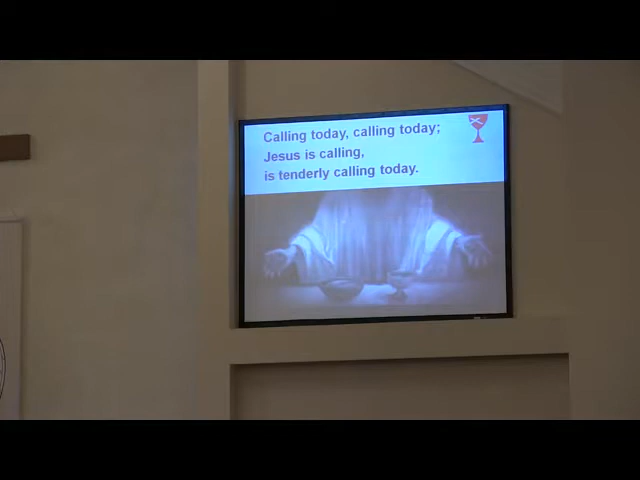 Calling today, calling today;
Jesus is calling,
is tenderly calling today.